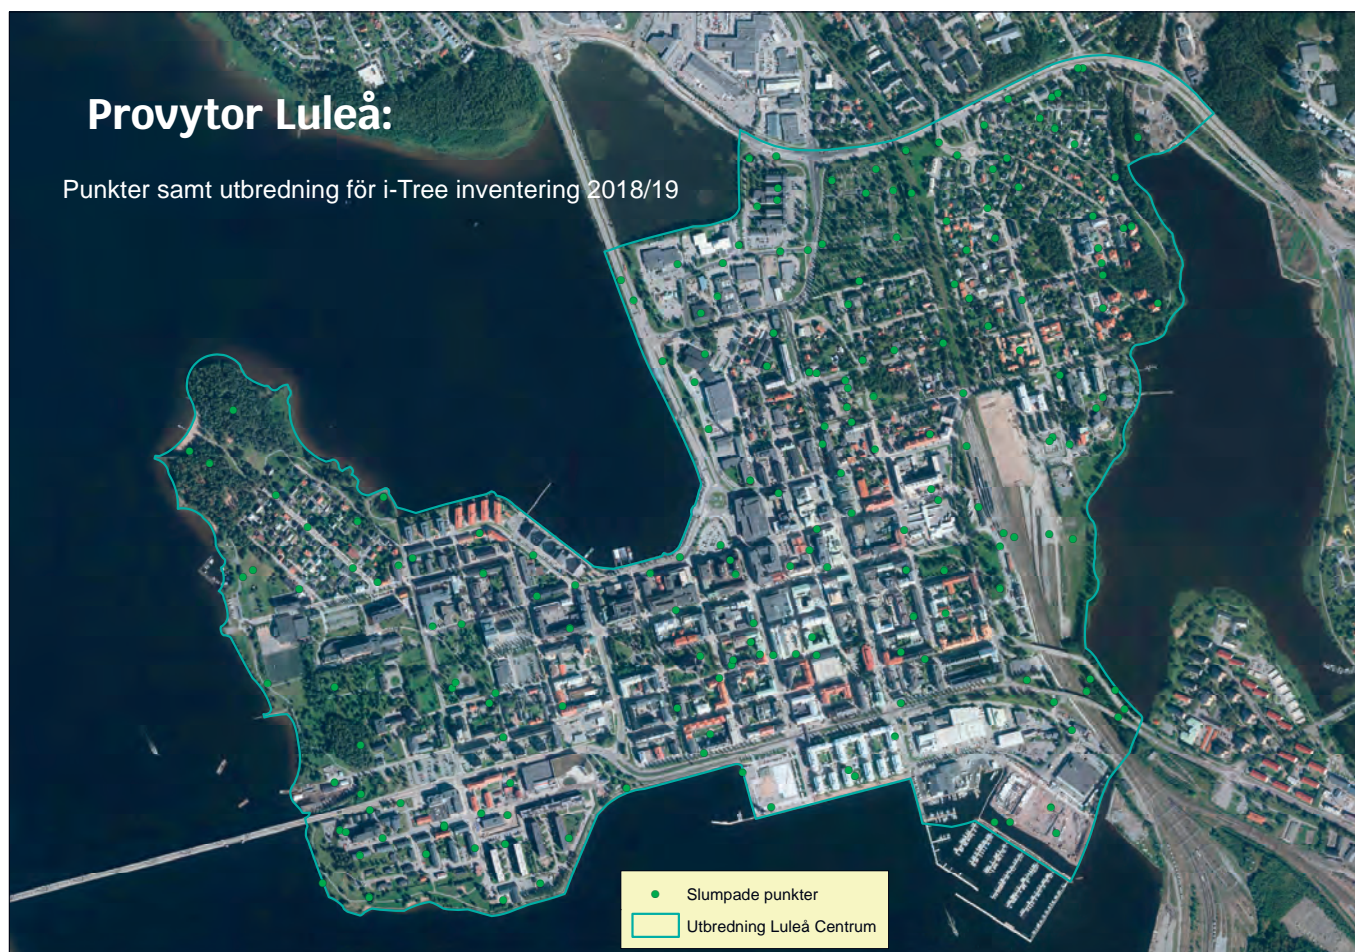 Provytor Luleå:
Punkter samt utbredning för i-Tree inventering 2018/19
Slumpade punkter
Utbredning Luleå Centrum